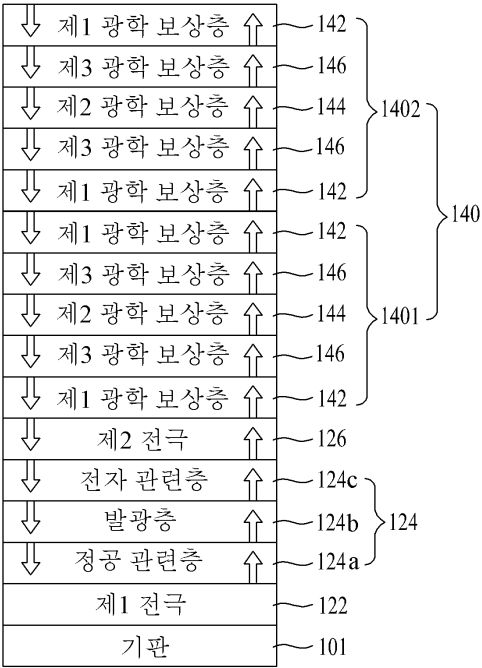 제1 광학 보상층 142
제3 광학 보상층 146
제2 광학 보상층 144
1402
제3 광학 보상층 146
제1 광학 보상층 142
140
제1 광학 보상층 142
제3 광학 보상층 146
제2 광학 보상층 144
1401
제3 광학 보상층 146
제1 광학 보상층 142
제2 전극 126
전자 관련층 124c
발광층 124b
124
정공 관련층 124a
제1 전극 122
기판 101